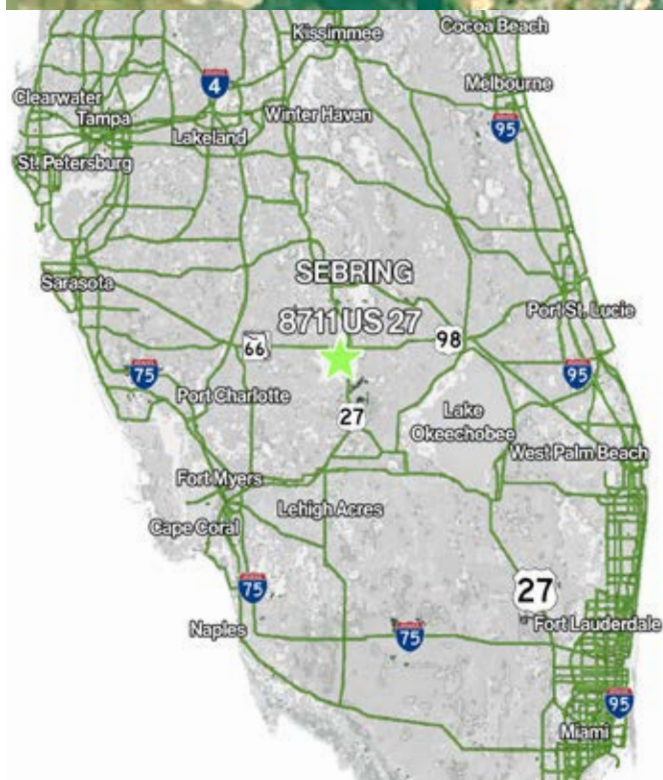 Kissimmee
Cocoa Beach
4
Melbourne
Clearwater
Tampa
Winter Haven
95
Lakeland
St. Petersburg
SEBRING
Sarasota
8711 US 27
Port St. Lucie
66
98
75
95
Port Charlotte
27
Lake
Okeechobee
West Palm Beach
Fort Myers
Lehigh Acres
Cape Coral
75
27
Naples
75
Fort Lauderdale
95
Miami